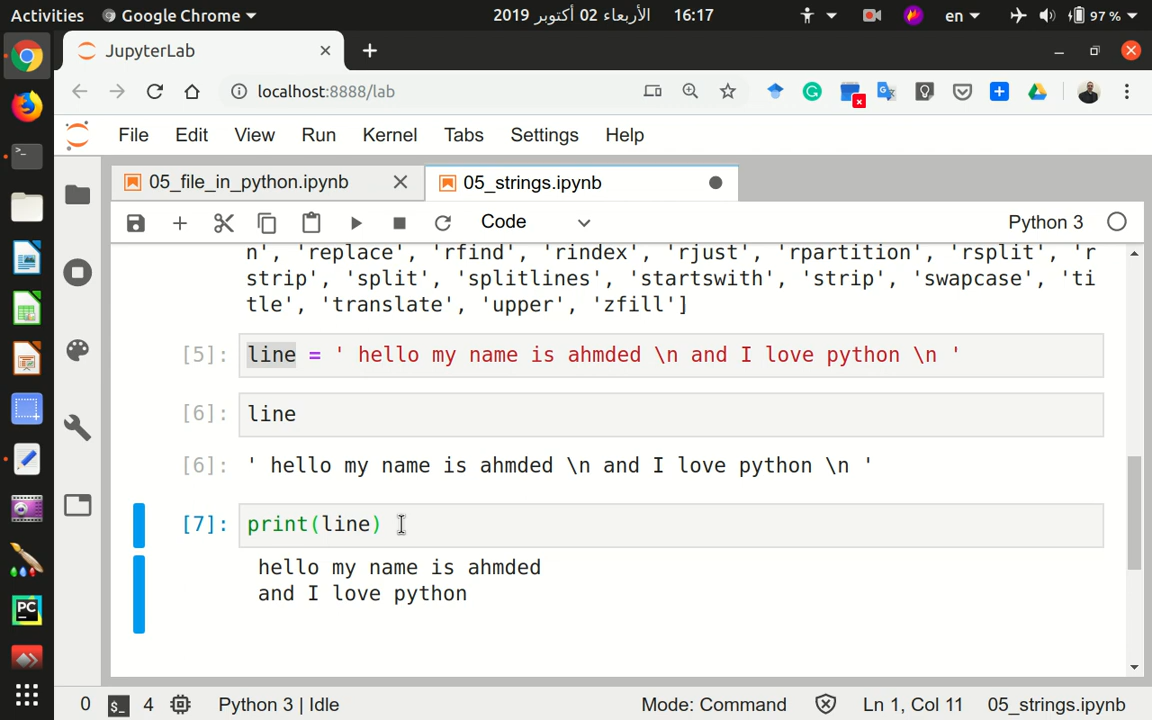 Activities Google Chrome الأربعاء 02 أكتوبر 2019 16:17 en 97 %
JupyterLab
localhost:8888/lab
File Edit View Run Kernel Tabs Settings Help
05_file_in_python.ipynb 05_strings.ipynb
Code Python 3
n', 'replace', 'rfind', 'rindex', 'rjust', 'rpartition', 'rsplit', 'r
strip', 'split', 'splitlines', 'startswith', 'strip', 'swapcase', 'ti
tle', 'translate', 'upper', 'zfill']
[5]: line = ' hello my name is ahmded \n and I love python \n '
[6]: line
[6]: ' hello my name is ahmded \n and I love python \n '
[7]: print(line)
hello my name is ahmded
and I love python
PC
0 $_ 4 Python 3 | Idle Mode: Command Ln 1, Col 11 05_strings.ipynb